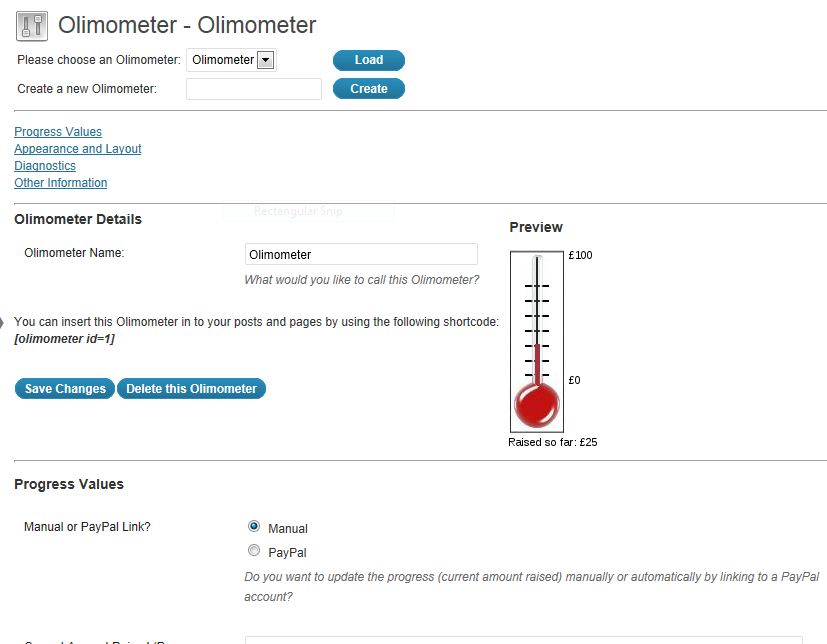 Olimometer - Olimometer
Please choose an Olimometer: Olimometer Load
Create a new Olimometer: Create
Progress Values
Appearance and Layout
Diagnostics
Other Information
Rectangular Snip
Olimometer Details
Preview
Olimometer Name: Olimometer
£100
What would you like to call this Olimometer?
You can insert this Olimometer in to your posts and pages by using the following shortcode:
[olimometer id=1]
£0
Save Changes Delete this Olimometer
Raised so far: £25
Progress Values
Manual or PayPal Link? Manual
PayPal
Do you want to update the progress (current amount raised) manually or automatically by linking to a PayPal
account?